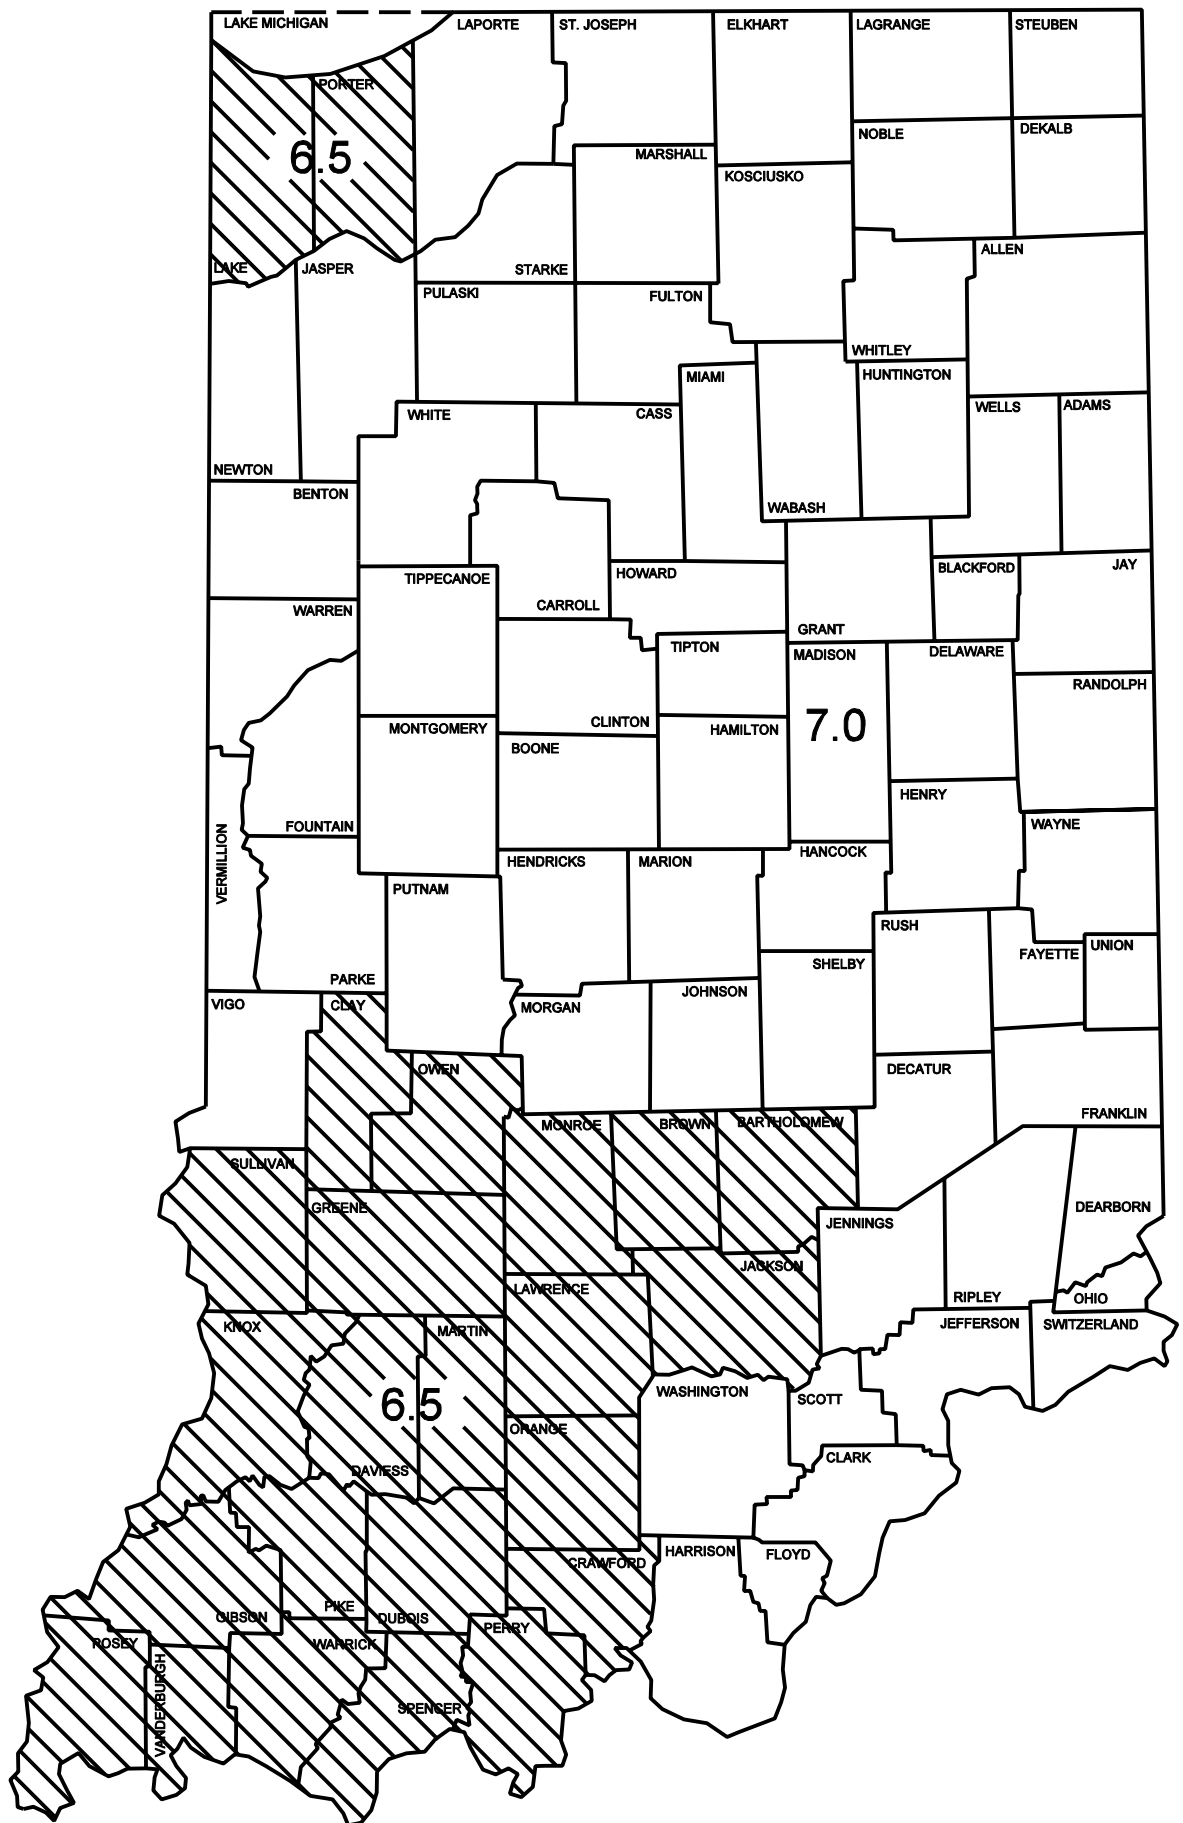 LAKE MICHIGAN
LAPORTE
ST. JOSEPH
ELKHART
LAGRANGE
STEUBEN
PORTER
NOBLE
DEKALB
6.5
MARSHALL
KOSCIUSKO
LAKE
JASPER
STARKE
ALLEN
PULASKI
FULTON
WHITLEY
MIAMI
HUNTINGTON
WHITE
CASS
WELLS
ADAMS
NEWTON
BENTON
WABASH
TIPPECANOE
HOWARD
BLACKFORD
JAY
WARREN
CARROLL
GRANT
TIPTON
MADISON
DELAWARE
RANDOLPH
MONTGOMERY
CLINTON
HAMILTON
7.0
BOONE
HENRY
FOUNTAIN
WAYNE
VERMILLION
HENDRICKS
MARION
HANCOCK
PUTNAM
RUSH
UNION
FAYETTE
SHELBY
PARKE
VIGO
CLAY
MORGAN
JOHNSON
OWEN
DECATUR
FRANKLIN
MONROE
BROWN
BARTHOLOMEW
SULLIVAN
GREENE
JENNINGS
DEARBORN
JACKSON
LAWRENCE
RIPLEY
OHIO
KNOX
MARTIN
JEFFERSON
SWITZERLAND
WASHINGTON
SCOTT
6.5
ORANGE
DAVIESS
CLARK
CRAWFORD
HARRISON
FLOYD
PIKE
GIBSON
DUBOIS
PERRY
POSEY
WARRICK
VANDERBURGH
SPENCER